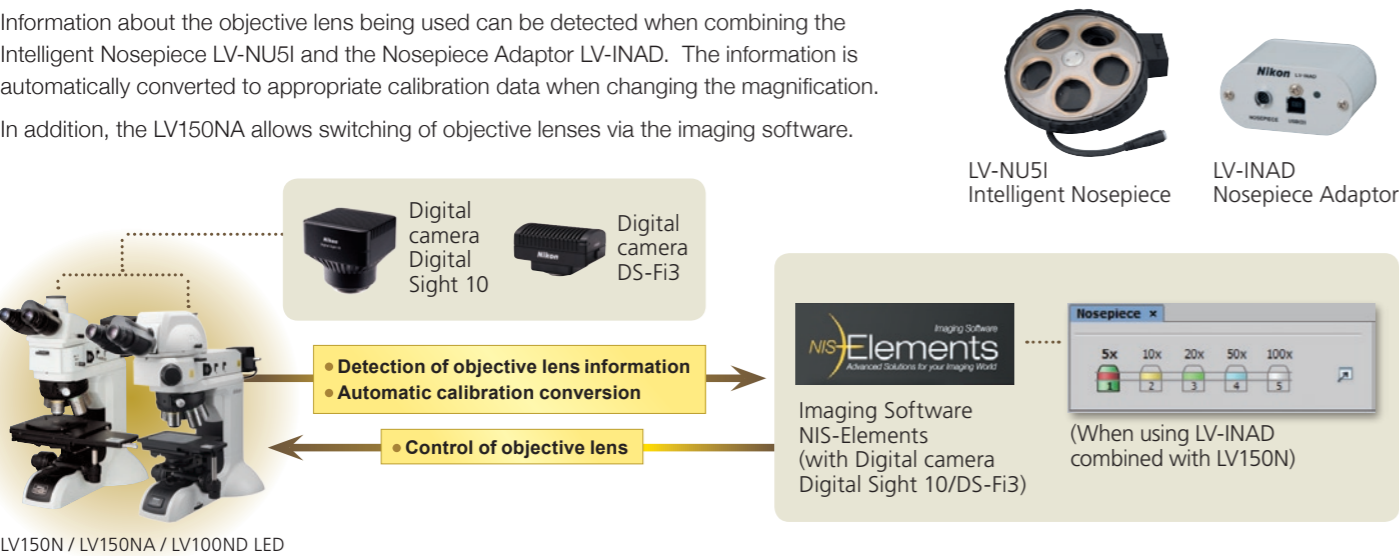 Information about the objective lens being used can be detected when combining the
Intelligent Nosepiece LV-NU5I and the Nosepiece Adaptor LV-INAD. The information is
automatically converted to appropriate calibration data when changing the magnification.
In addition, the LV150NA allows switching of objective lenses via the imaging software.
Nikon LV-INAD
NOSEPIECE USB(D)
LV-NU5I
Intelligent Nosepiece
LV-INAD
Nosepiece Adaptor
Nikon
Digital
camera
Digital
Sight 10
Nikon
Digital
camera
DS-Fi3
• Detection of objective lens information
• Automatic calibration conversion
• Control of objective lens
Imaging Software
NIS-Elements
Advanced Solutions for your Imaging World
Imaging Software
NIS-Elements
(with Digital camera
Digital Sight 10/DS-Fi3)
Nosepiece ×
5x 10x 20x 50x 100x
1 2 3 4 5
(When using LV-INAD
combined with LV150N)
LV150N / LV150NA / LV100ND LED